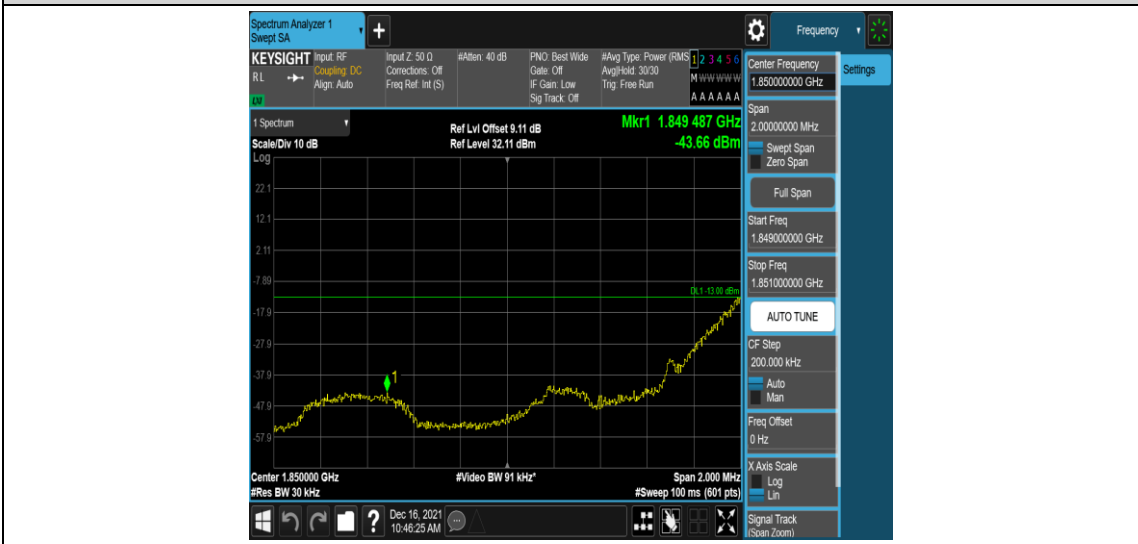 Spectrum Analyzer 1
Swept SA
+
Frequency
KEYSIGHT
RL
LXI
Input: RF
Coupling: DC
Align: Auto
Input Z: 50 Ω
Corrections: Off
Freq Ref: Int (S)
#Atten: 40 dB
PNO: Best Wide
Gate: Off
IF Gain: Low
Sig Track: Off
#Avg Type: Power (RMS
Avg|Hold: 30/30
Trig: Free Run
1 2 3 4 5 6
M W W W W W
A A A A A A
1 Spectrum
Scale/Div 10 dB
Log
Ref Lvl Offset 9.11 dB
Ref Level 32.11 dBm
Mkr1 1.849 487 GHz
-43.66 dBm
22.1
12.1
2.11
-7.89
DL1 -13.00 dBm
-17.9
-27.9
-37.9
1
-47.9
-57.9
Center 1.850000 GHz
#Res BW 30 kHz
#Video BW 91 kHz*
Span 2.000 MHz
#Sweep 100 ms (601 pts)
?
Dec 16, 2021
10:46:25 AM
Center Frequency
1.850000000 GHz
Settings
Span
2.00000000 MHz
Swept Span
Zero Span
Full Span
Start Freq
1.849000000 GHz
Stop Freq
1.851000000 GHz
AUTO TUNE
CF Step
200.000 kHz
Auto
Man
Freq Offset
0 Hz
X Axis Scale
Log
Lin
Signal Track
(Span Zoom)